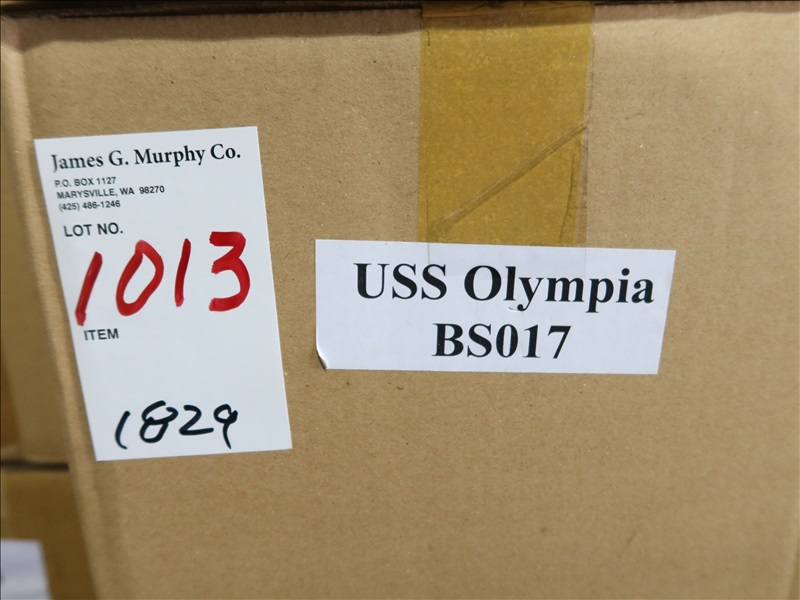 James G. Murphy Co.
P.O. BOX 1127
MARYSVILLE, WA 98270
(425) 486-1246
LOT NO.
1013
ITEM
1829
USS Olympia
BS017